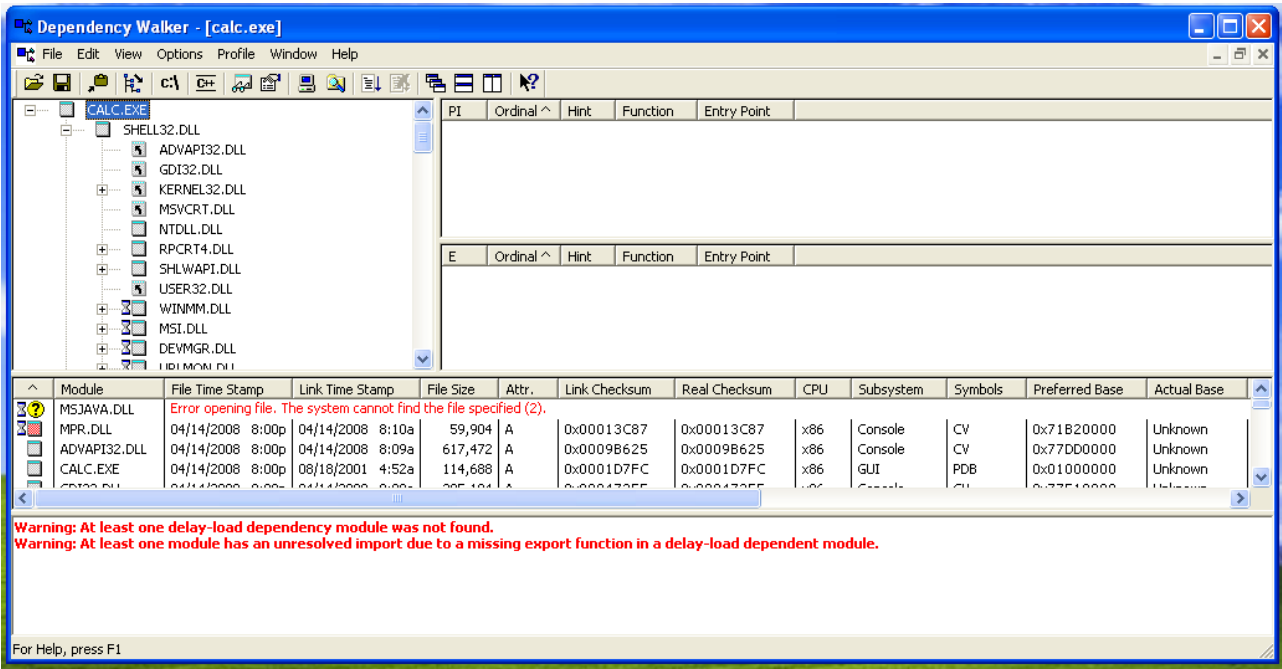 Dependency Walker - [calc.exe]
File Edit View Options Profile Window Help
C:\ C++
CALC.EXE
SHELL32.DLL
ADVAPI32.DLL
GDI32.DLL
KERNEL32.DLL
MSVCRT.DLL
NTDLL.DLL
RPCRT4.DLL
SHLWAPI.DLL
USER32.DLL
WINMM.DLL
MSI.DLL
DEVMGR.DLL
URLMON.DLL
PI Ordinal ^ Hint Function Entry Point
E Ordinal ^ Hint Function Entry Point
^ Module File Time Stamp Link Time Stamp File Size Attr. Link Checksum Real Checksum CPU Subsystem Symbols Preferred Base Actual Base
MSJAVA.DLL Error opening file. The system cannot find the file specified (2).
MPR.DLL 04/14/2008 8:00p 04/14/2008 8:10a 59,904 A 0x00013C87 0x00013C87 x86 Console CV 0x71B20000 Unknown
ADVAPI32.DLL 04/14/2008 8:00p 04/14/2008 8:09a 617,472 A 0x0009B625 0x0009B625 x86 Console CV 0x77DD0000 Unknown
CALC.EXE 04/14/2008 8:00p 08/18/2001 4:52a 114,688 A 0x0001D7FC 0x0001D7FC x86 GUI PDB 0x01000000 Unknown
Warning: At least one delay-load dependency module was not found.
Warning: At least one module has an unresolved import due to a missing export function in a delay-load dependent module.
For Help, press F1